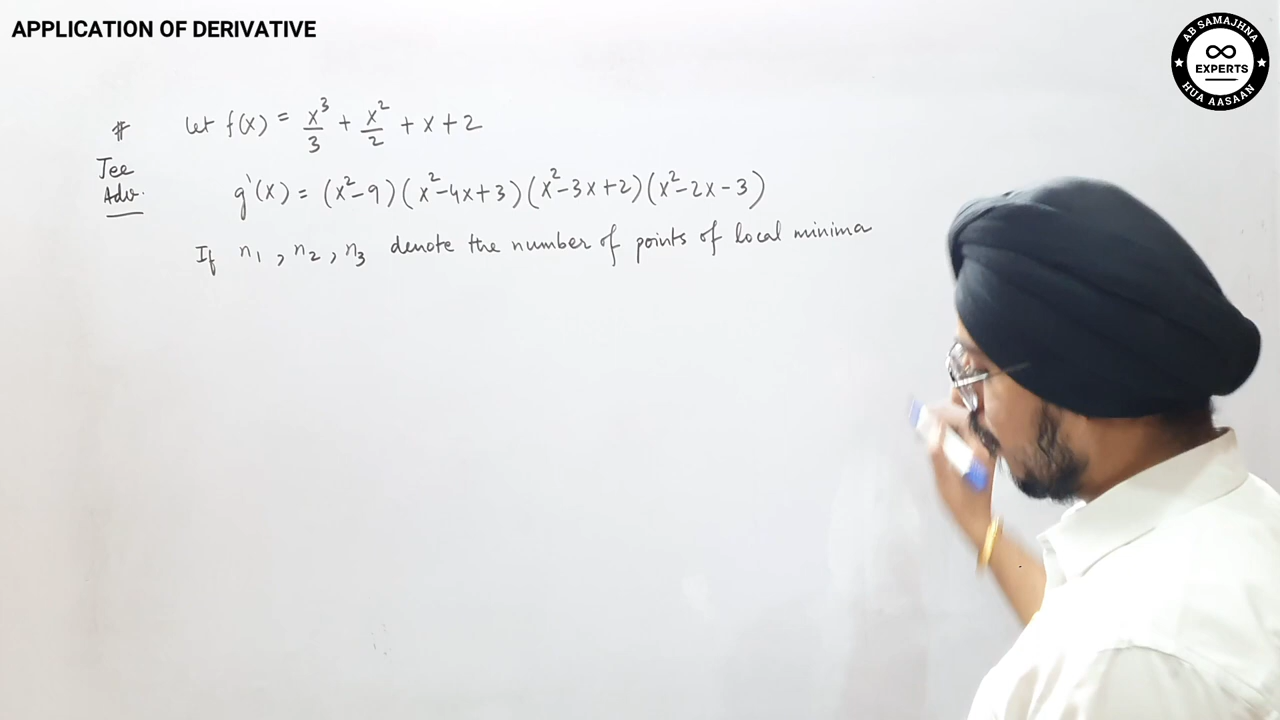 APPLICATION OF DERIVATIVE
AB SAMAJHNA
∞
EXPERTS
HUA AASAAN
# Let f(x) = x³/3 + x²/2 + x + 2
Jee
Adv.
g'(x) = (x²-9)(x²-4x+3)(x²-3x+2)(x²-2x-3)
If n₁, n₂, n₃ denote the number of points of local minima